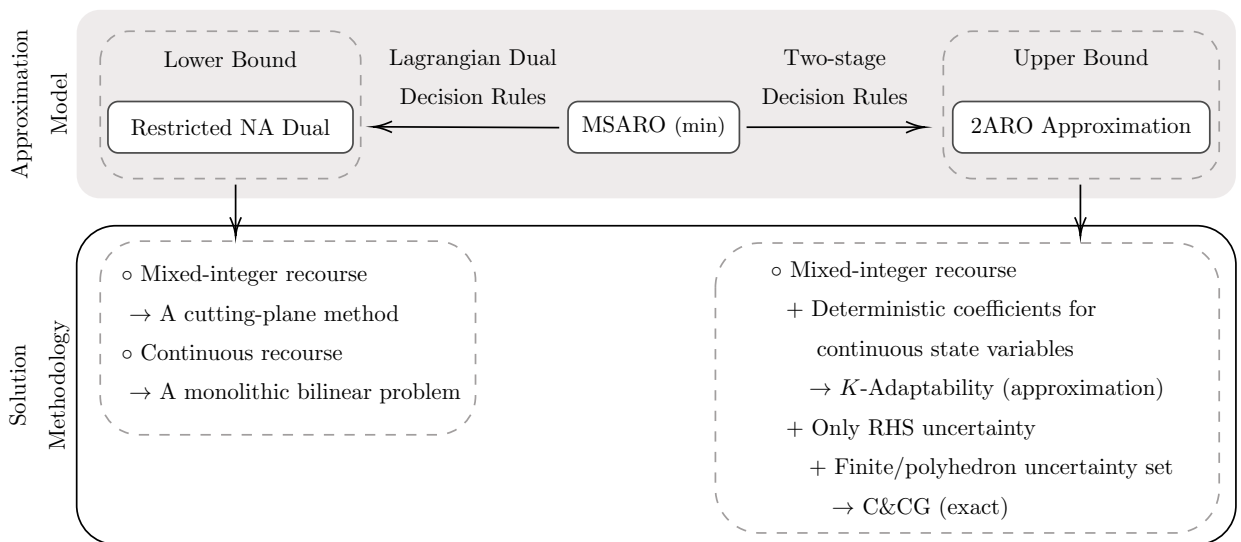 Approximation
Model
Lower Bound
Restricted NA Dual
Lagrangian Dual
Decision Rules
MSARO (min)
Two-stage
Decision Rules
Upper Bound
2ARO Approximation
Solution
Methodology
○ Mixed-integer recourse
→ A cutting-plane method
○ Continuous recourse
→ A monolithic bilinear problem
○ Mixed-integer recourse
+ Deterministic coefficients for
continuous state variables
→ K-Adaptability (approximation)
+ Only RHS uncertainty
+ Finite/polyhedron uncertainty set
→ C&CG (exact)